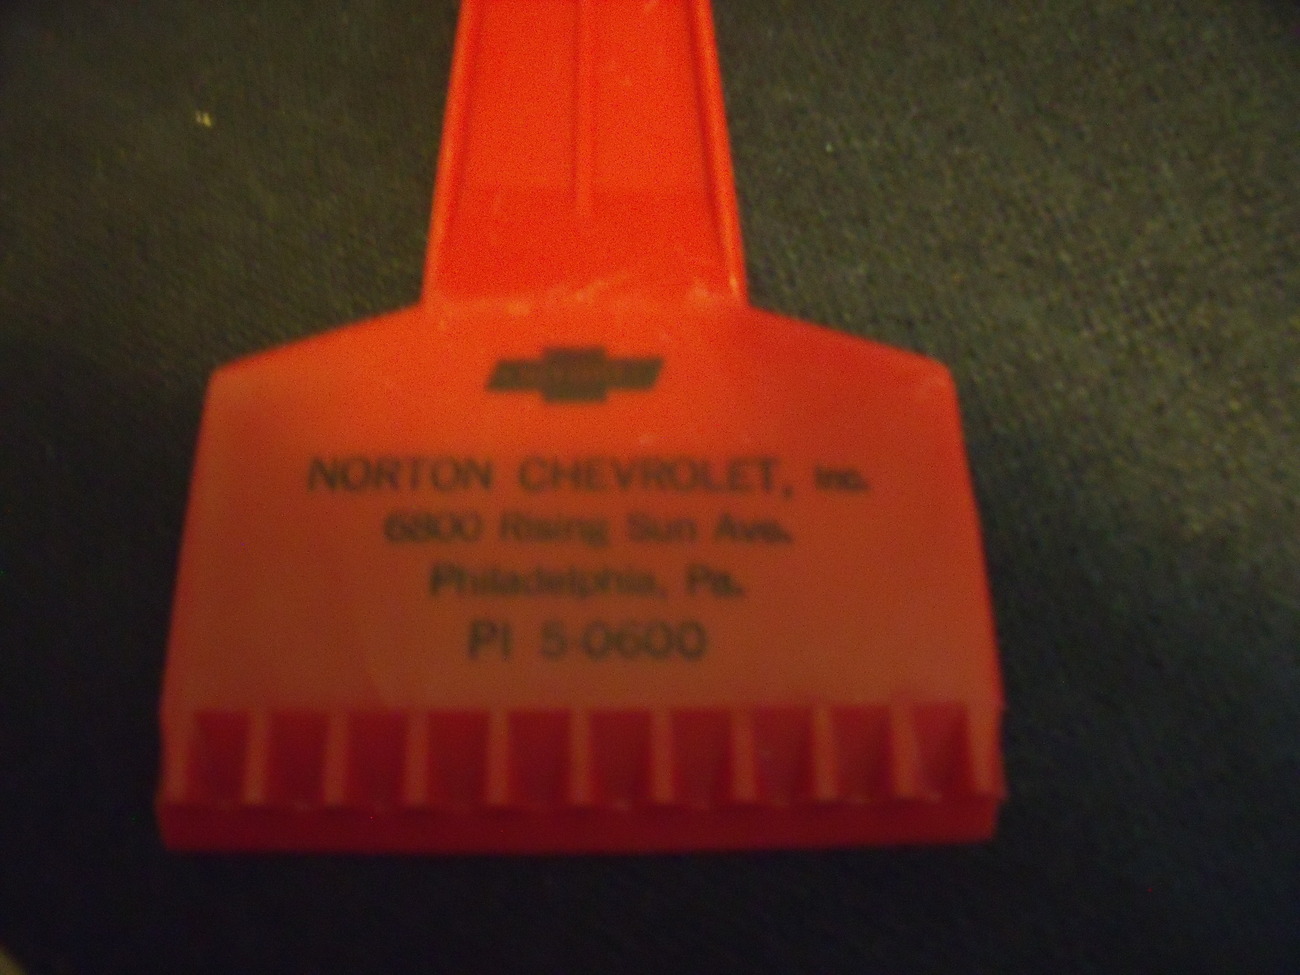 NORTON CHEVROLET, Inc.
6800 Rising Sun Ave.
Philadelphia, Pa.
PI 5-0600